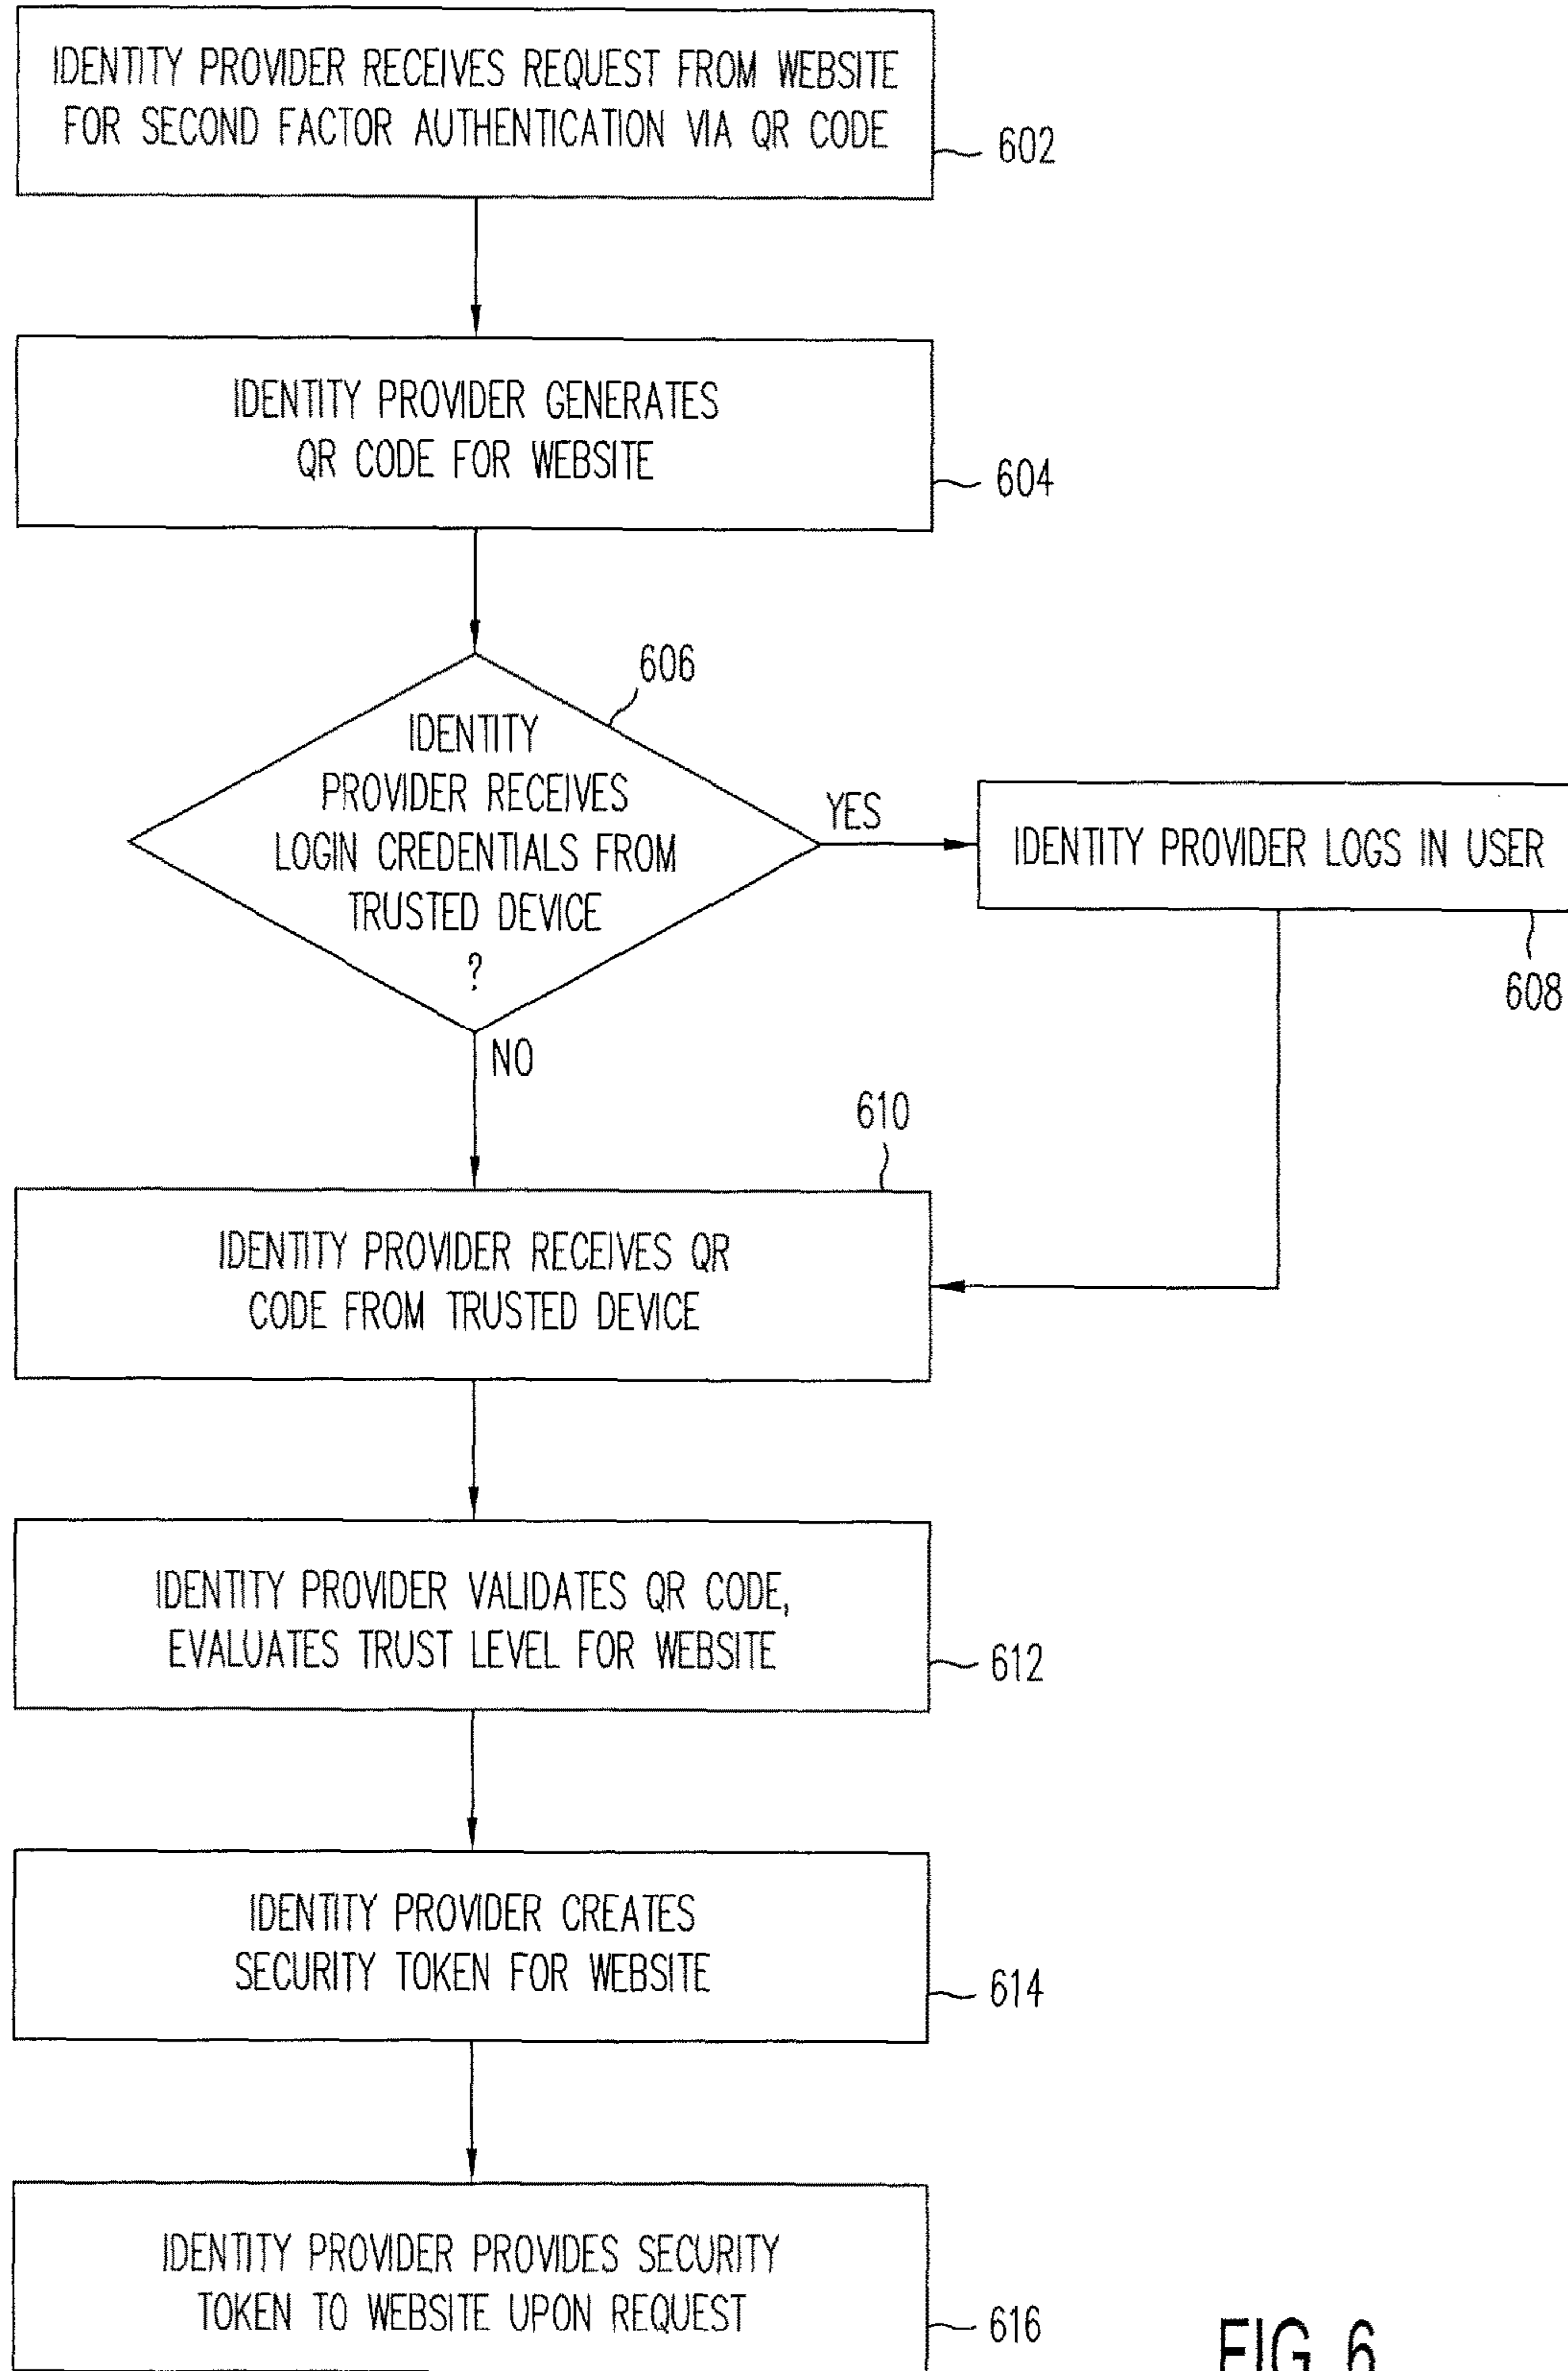 IDENTITY PROVIDER RECEIVES REQUEST FROM WEBSITE
FOR SECOND FACTOR AUTHENTICATION VIA QR CODE
602
IDENTITY PROVIDER GENERATES
QR CODE FOR WEBSITE
604
606
IDENTITY
PROVIDER RECEIVES
LOGIN CREDENTIALS FROM
TRUSTED DEVICE
?
YES
IDENTITY PROVIDER LOGS IN USER
608
NO
610
IDENTITY PROVIDER RECEIVES QR
CODE FROM TRUSTED DEVICE
IDENTITY PROVIDER VALIDATES QR CODE,
EVALUATES TRUST LEVEL FOR WEBSITE
612
IDENTITY PROVIDER CREATES
SECURITY TOKEN FOR WEBSITE
614
IDENTITY PROVIDER PROVIDES SECURITY
TOKEN TO WEBSITE UPON REQUEST
616
FIG. 6